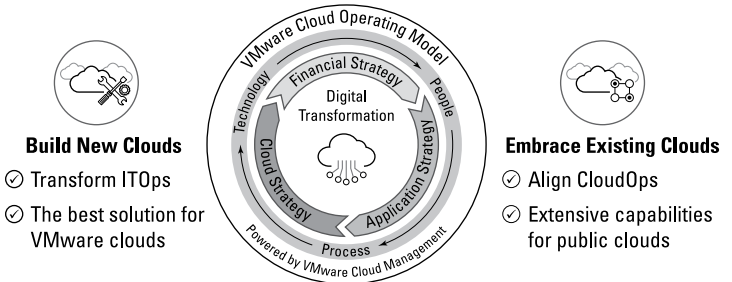 VMware Cloud Operating Model
Technology
People
Process
Financial Strategy
Application Strategy
Cloud Strategy
Digital
Transformation
Powered by VMware Cloud Management
Build New Clouds
Transform ITOps
The best solution for
VMware clouds
Embrace Existing Clouds
Align CloudOps
Extensive capabilities
for public clouds